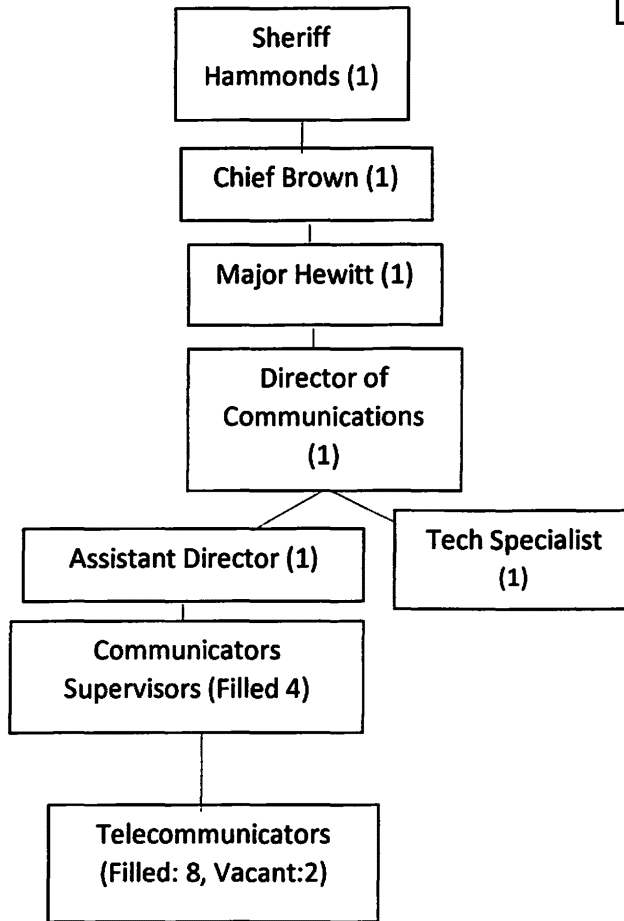 Sheriff
Hammonds (1)
Chief Brown (1)
Major Hewitt (1)
Director of
Communications
(1)
Assistant Director (1)
Tech Specialist
(1)
Communicators
Supervisors (Filled 4)
Telecommunicators
(Filled: 8, Vacant:2)